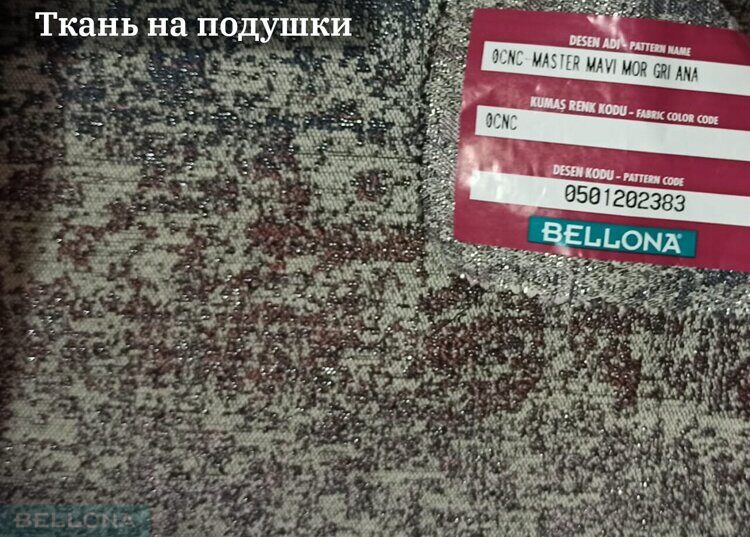 Ткань на подушки
DESEN ADI - PATTERN NAME
0CNC-MASTER MAVI MOR GRI ANA
KUMAŞ RENK KODU - FABRIC COLOR CODE
0CNC
DESEN KODU - PATTERN CODE
0501202383
BELLONA
BELLONA